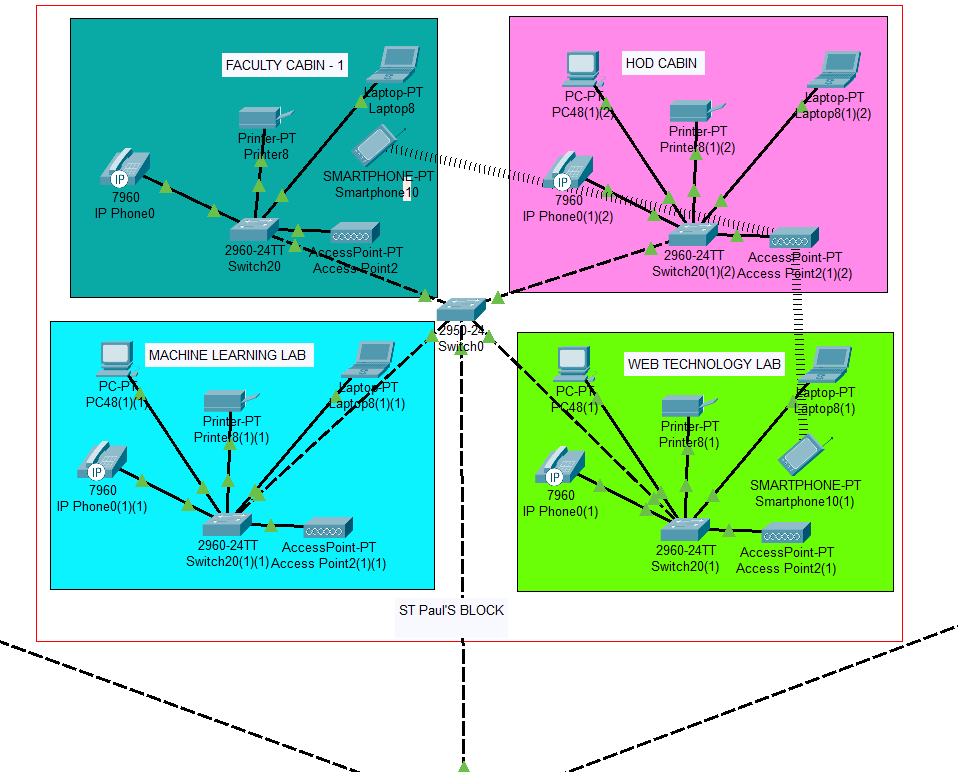 FACULTY CABIN - 1
Laptop-PT
Laptop8
Printer-PT
Printer8
SMARTPHONE-PT
Smartphone10
IP
7960
IP Phone0
2960-24TT
Switch20
AccessPoint-PT
Access Point2
HOD CABIN
PC-PT
PC48(1)(2)
Laptop-PT
Laptop8(1)(2)
Printer-PT
Printer8(1)(2)
IP
7960
IP Phone0(1)(2)
2960-24TT
Switch20(1)(2)
AccessPoint-PT
Access Point2(1)(2)
2950-24
Switch0
MACHINE LEARNING LAB
PC-PT
PC48(1)(1)
Laptop-PT
Laptop8(1)(1)
Printer-PT
Printer8(1)(1)
IP
7960
IP Phone0(1)(1)
2960-24TT
Switch20(1)(1)
AccessPoint-PT
Access Point2(1)(1)
WEB TECHNOLOGY LAB
PC-PT
PC48(1)
Laptop-PT
Laptop8(1)
Printer-PT
Printer8(1)
IP
7960
IP Phone0(1)
SMARTPHONE-PT
Smartphone10(1)
2960-24TT
Switch20(1)
AccessPoint-PT
Access Point2(1)
ST Paul'S BLOCK